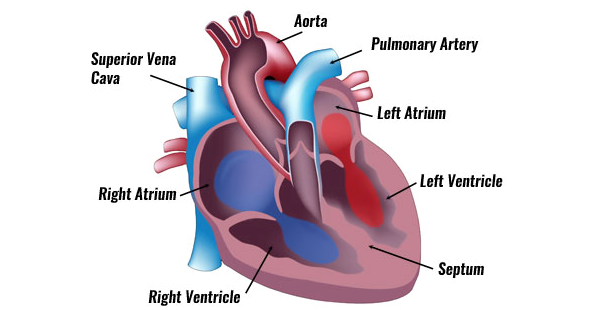 Aorta
Pulmonary Artery
Superior Vena
Cava
Left Atrium
Left Ventricle
Right Atrium
Septum
Right Ventricle